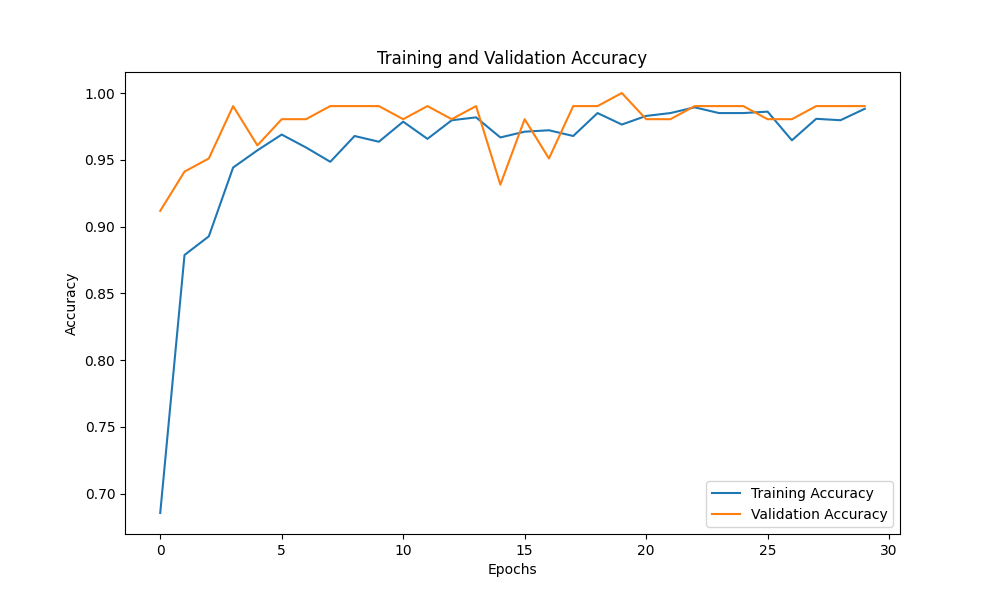 Training and Validation Accuracy
1.00
0.95
0.90
0.85
0.80
0.75
0.70
Accuracy
0 5 10 15 20 25 30
Epochs
Training Accuracy
Validation Accuracy